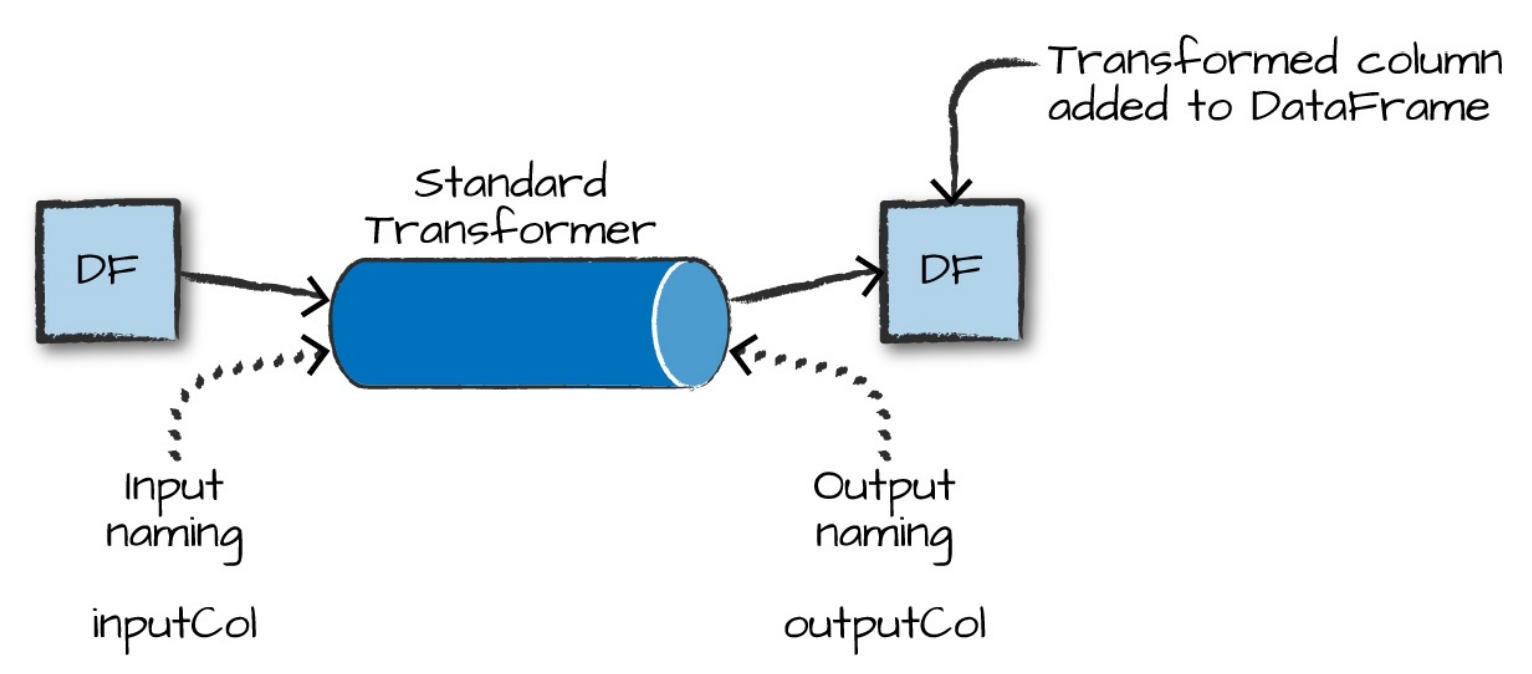 Transformed column
added to DataFrame
Standard
Transformer
DF
DF
Input
naming
Output
naming
inputCol
outputCol